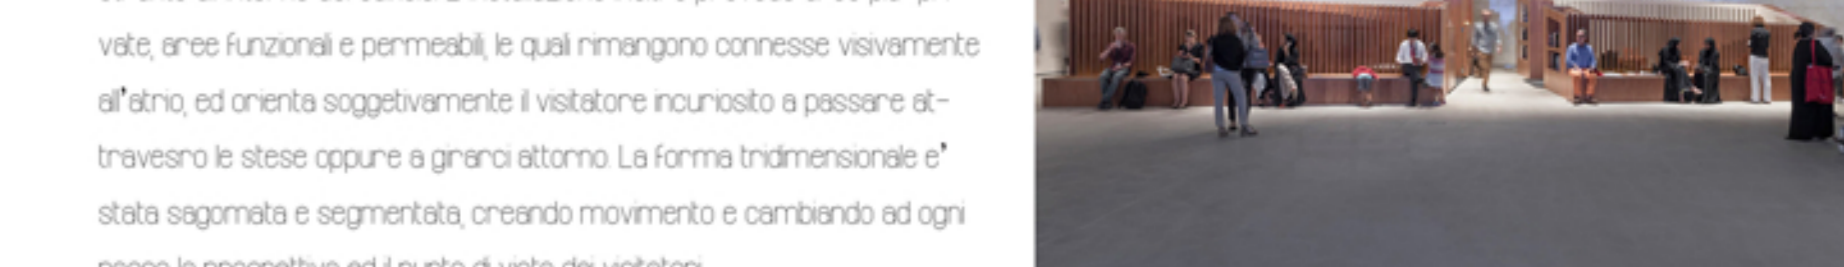 vate, aree funzionali e permeabili, le quali rimangono connesse visivamente
all'atrio, ed orienta soggetivamente il visitatore incuriosito a passare at-
travesro le stese oppure a girarci attorno. La forma tridimensionale e'
stata sagomata e segmentata, creando movimento e cambiando ad ogni